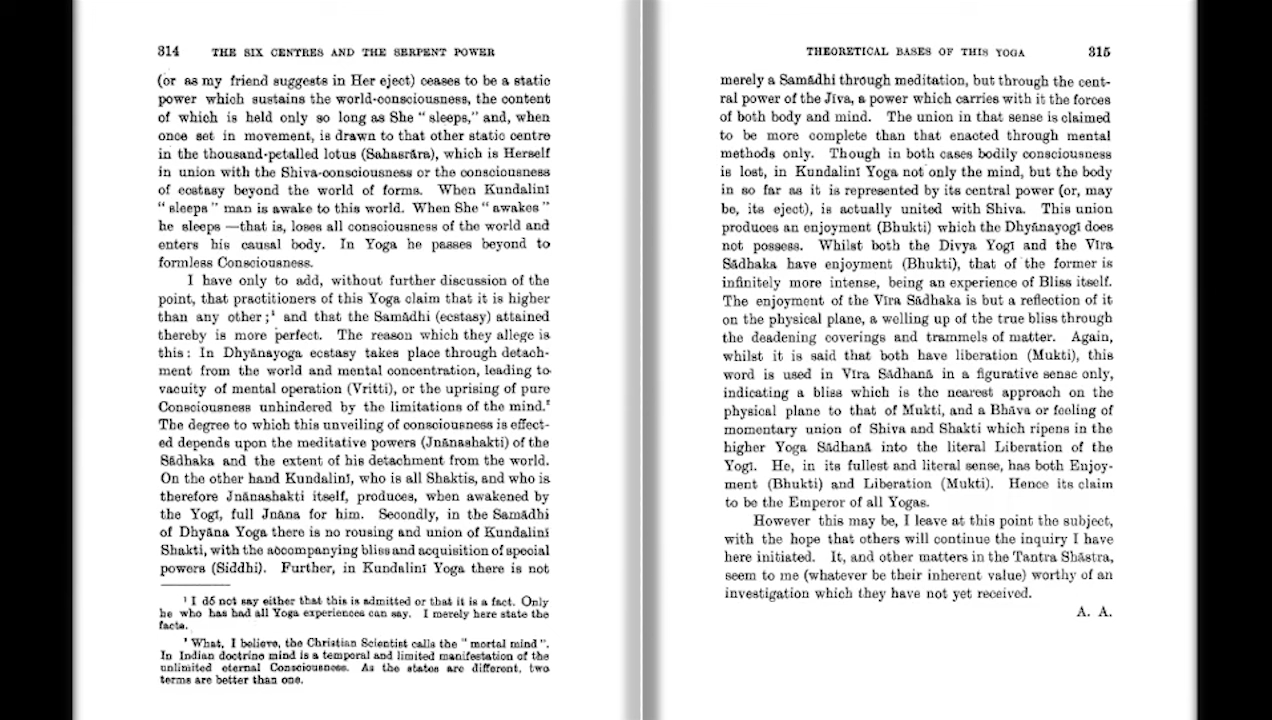 314 THE SIX CENTRES AND THE SERPENT POWER
(or as my friend suggests in Her eject) ceases to be a static
power which sustains the world-consciousness, the content
of which is held only so long as She “ sleeps,” and, when
once set in movement, is drawn to that other static centre
in the thousand-petalled lotus (Sahasrāra), which is Herself
in union with the Shiva-consciousness or the consciousness
of ecstasy beyond the world of forms. When Kundalinī
“ sleeps ” man is awake to this world. When She “ awakes ”
he sleeps —that is, loses all consciousness of the world and
enters his causal body. In Yoga he passes beyond to
formless Consciousness.
I have only to add, without further discussion of the
point, that practitioners of this Yoga claim that it is higher
than any other ;¹ and that the Samādhi (ecstasy) attained
thereby is more perfect. The reason which they allege is
this : In Dhyānayoga ecstasy takes place through detach-
ment from the world and mental concentration, leading to
vacuity of mental operation (Vritti), or the uprising of pure
Consciousness unhindered by the limitations of the mind.²
The degree to which this unveiling of consciousness is effect-
ed depends upon the meditative powers (Jnānashakti) of the
Sādhaka and the extent of his detachment from the world.
On the other hand Kundalinī, who is all Shaktis, and who is
therefore Jnānashakti itself, produces, when awakened by
the Yogī, full Jnāna for him. Secondly, in the Samādhi
of Dhyāna Yoga there is no rousing and union of Kundalinī
Shakti, with the accompanying bliss and acquisition of special
powers (Siddhi). Further, in Kundalinī Yoga there is not
¹ I do not say either that this is admitted or that it is a fact. Only
he who has had all Yoga experiences can say. I merely here state the
facts.
² What, I believe, the Christian Scientist calls the “ mortal mind ”.
In Indian doctrine mind is a temporal and limited manifestation of the
unlimited eternal Consciousness. As the states are different, two
terms are better than one.
THEORETICAL BASES OF THIS YOGA 315
merely a Samādhi through meditation, but through the cent-
ral power of the Jīva, a power which carries with it the forces
of both body and mind. The union in that sense is claimed
to be more complete than that enacted through mental
methods only. Though in both cases bodily consciousness
is lost, in Kundalinī Yoga not only the mind, but the body
in so far as it is represented by its central power (or, may
be, its eject), is actually united with Shiva. This union
produces an enjoyment (Bhukti) which the Dhyānayogī does
not possess. Whilst both the Divya Yogī and the Vīra
Sādhaka have enjoyment (Bhukti), that of the former is
infinitely more intense, being an experience of Bliss itself.
The enjoyment of the Vīra Sādhaka is but a reflection of it
on the physical plane, a welling up of the true bliss through
the deadening coverings and trammels of matter. Again,
whilst it is said that both have liberation (Mukti), this
word is used in Vīra Sādhanā in a figurative sense only,
indicating a bliss which is the nearest approach on the
physical plane to that of Mukti, and a Bhāva or feeling of
momentary union of Shiva and Shakti which ripens in the
higher Yoga Sādhanā into the literal Liberation of the
Yogī. He, in its fullest and literal sense, has both Enjoy-
ment (Bhukti) and Liberation (Mukti). Hence its claim
to be the Emperor of all Yogas.
However this may be, I leave at this point the subject,
with the hope that others will continue the inquiry I have
here initiated. It, and other matters in the Tantra Shāstra,
seem to me (whatever be their inherent value) worthy of an
investigation which they have not yet received.
A. A.